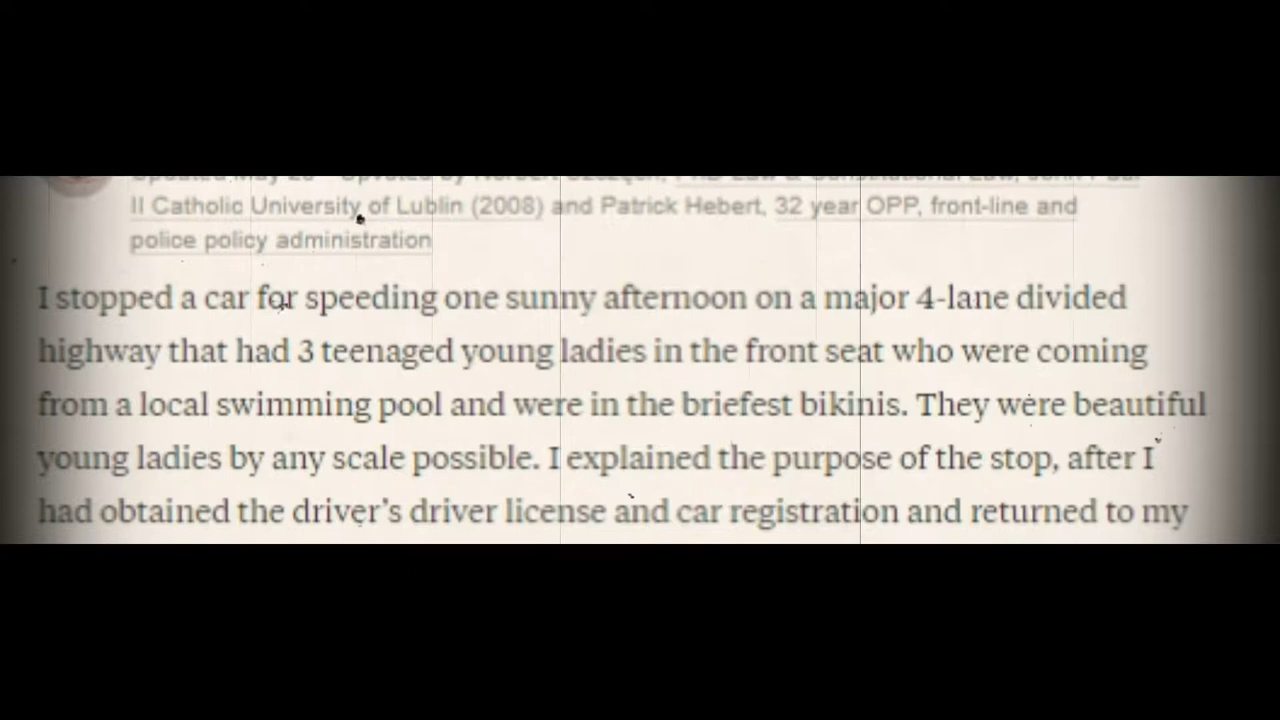 II Catholic University of Lublin (2008) and Patrick Hebert, 32 year OPP, front-line and
police policy administration
I stopped a car for speeding one sunny afternoon on a major 4-lane divided
highway that had 3 teenaged young ladies in the front seat who were coming
from a local swimming pool and were in the briefest bikinis. They were beautiful
young ladies by any scale possible. I explained the purpose of the stop, after I
had obtained the driver's driver license and car registration and returned to my